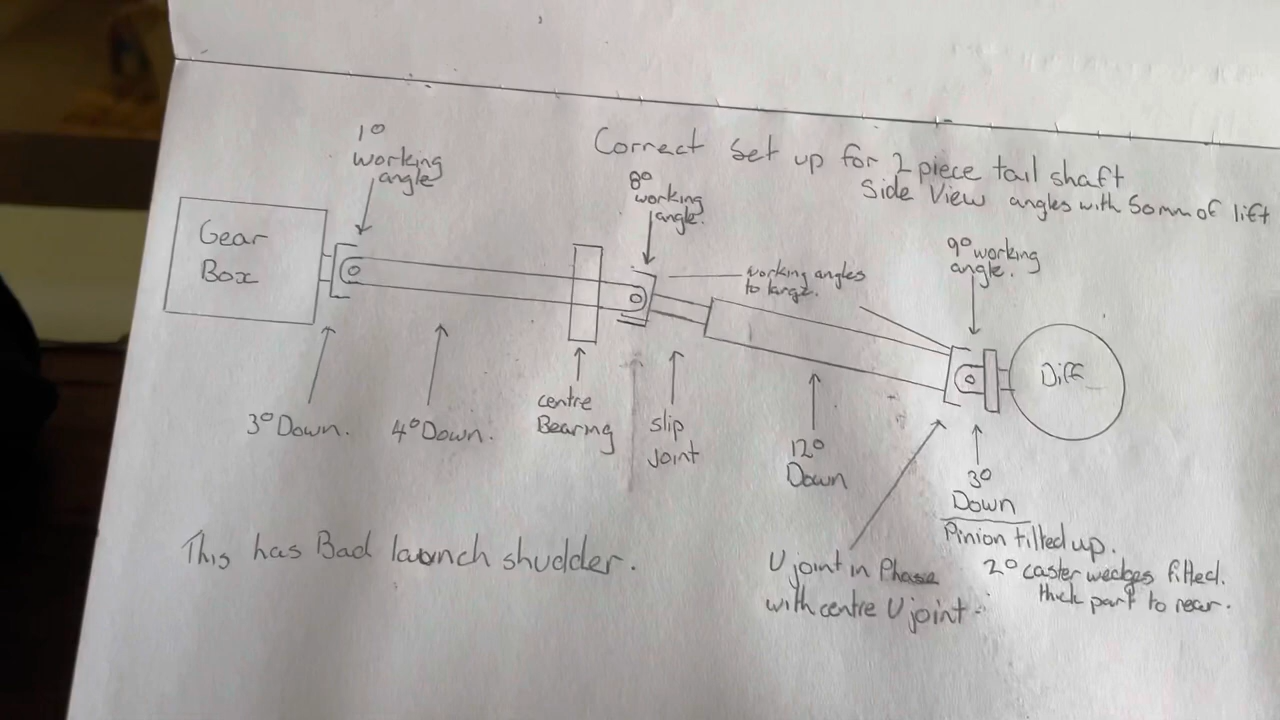 Correct Set up for 2 piece tail shaft
Side View angles with 50mm of lift
1° working angle
8° working angle.
9° working angle.
Gear Box
working angles to large.
Diff
3° Down.
4° Down.
centre Bearing
slip joint
12° Down
3° Down
Pinion tilted up.
2° caster wedges fitted.
thick part to rear.
U joint in Phase
with centre U joint.
This has Bad launch shudder.